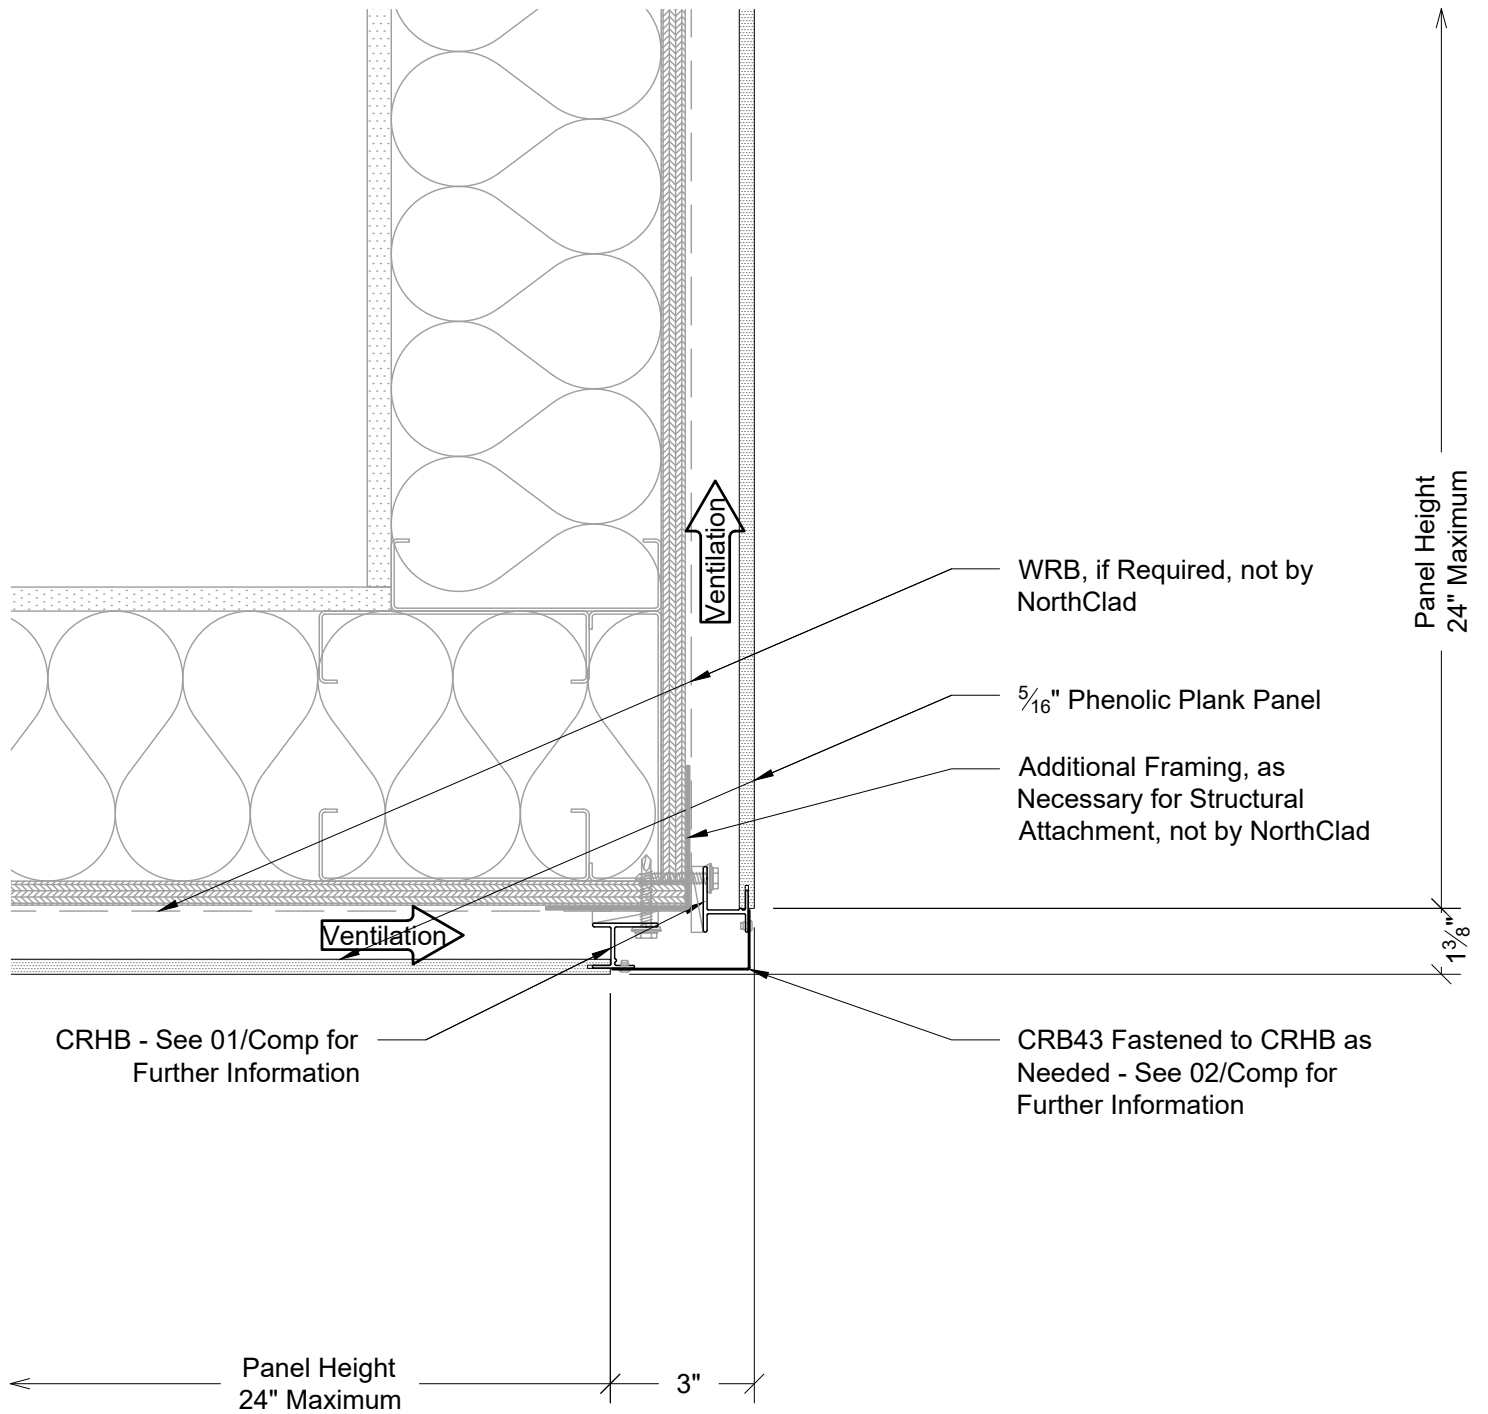 Panel Height
24" Maximum
Ventilation
WRB, if Required, not by
NorthClad
5/16" Phenolic Plank Panel
Additional Framing, as
Necessary for Structural
Attachment, not by NorthClad
Ventilation
1 3/8"
CRHB - See 01/Comp for
Further Information
CRB43 Fastened to CRHB as
Needed - See 02/Comp for
Further Information
Panel Height
24" Maximum
3"